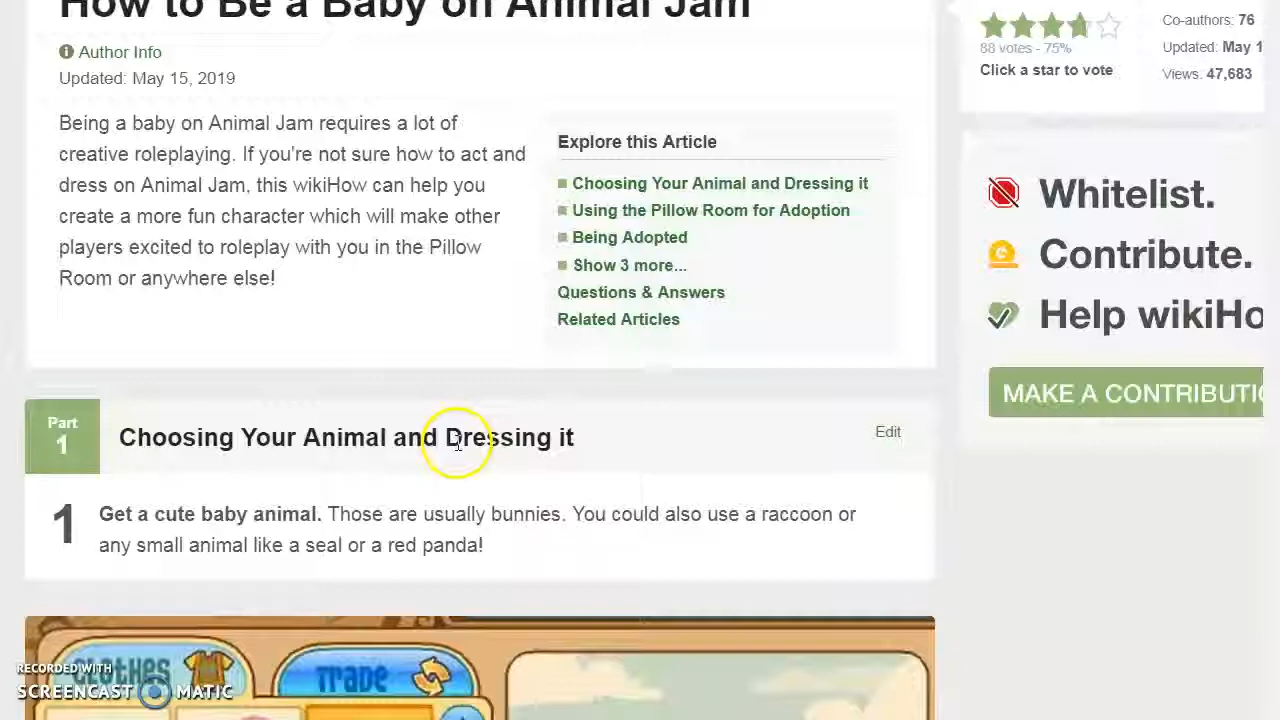 How to Be a Baby on Animal Jam
Author Info
Updated: May 15, 2019
Being a baby on Animal Jam requires a lot of
creative roleplaying. If you're not sure how to act and
dress on Animal Jam, this wikiHow can help you
create a more fun character which will make other
players excited to roleplay with you in the Pillow
Room or anywhere else!
Explore this Article
Choosing Your Animal and Dressing it
Using the Pillow Room for Adoption
Being Adopted
Show 3 more...
Questions & Answers
Related Articles
88 votes - 75%
Click a star to vote
Co-authors: 76
Updated: May 1
Views: 47,683
Whitelist.
Contribute.
Help wikiHo
MAKE A CONTRIBUTIO
Part
1
Choosing Your Animal and Dressing it
Edit
1
Get a cute baby animal. Those are usually bunnies. You could also use a raccoon or
any small animal like a seal or a red panda!
CLOTHES
TRADE
RECORDED WITH
SCREENCAST MATIC